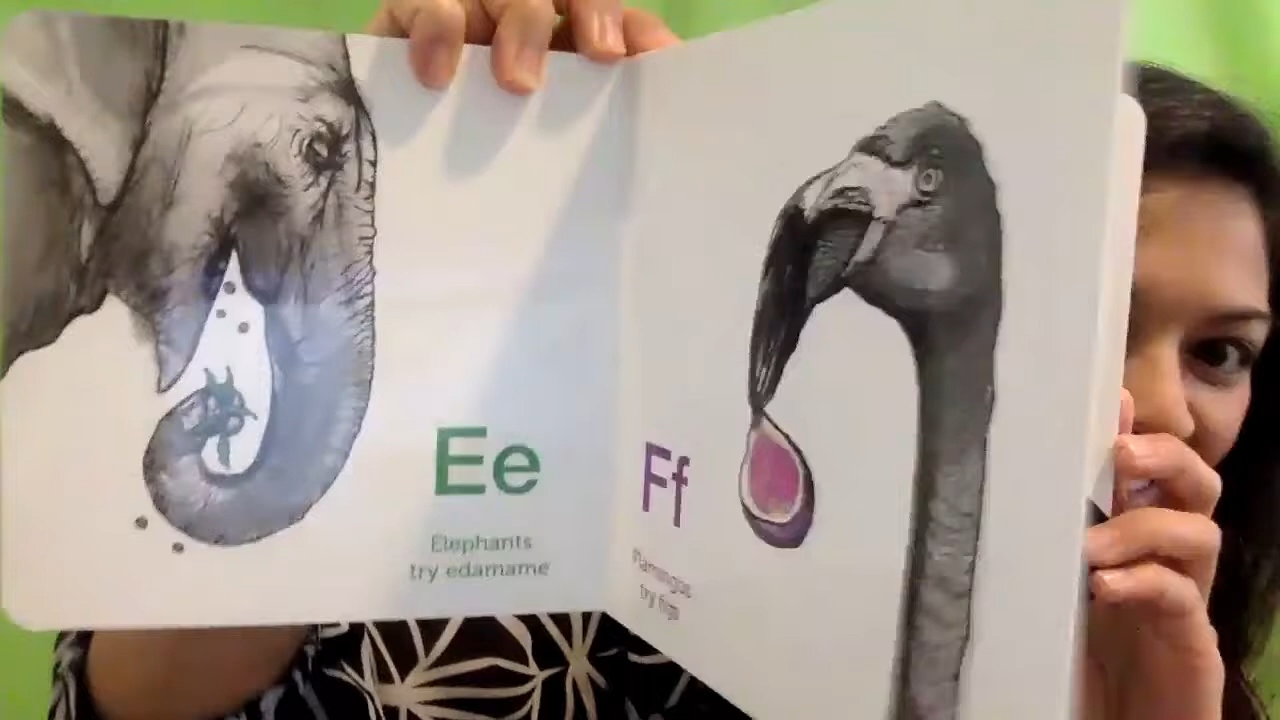 Ee
Elephants
try edamame
Ff
flamingos
try figs